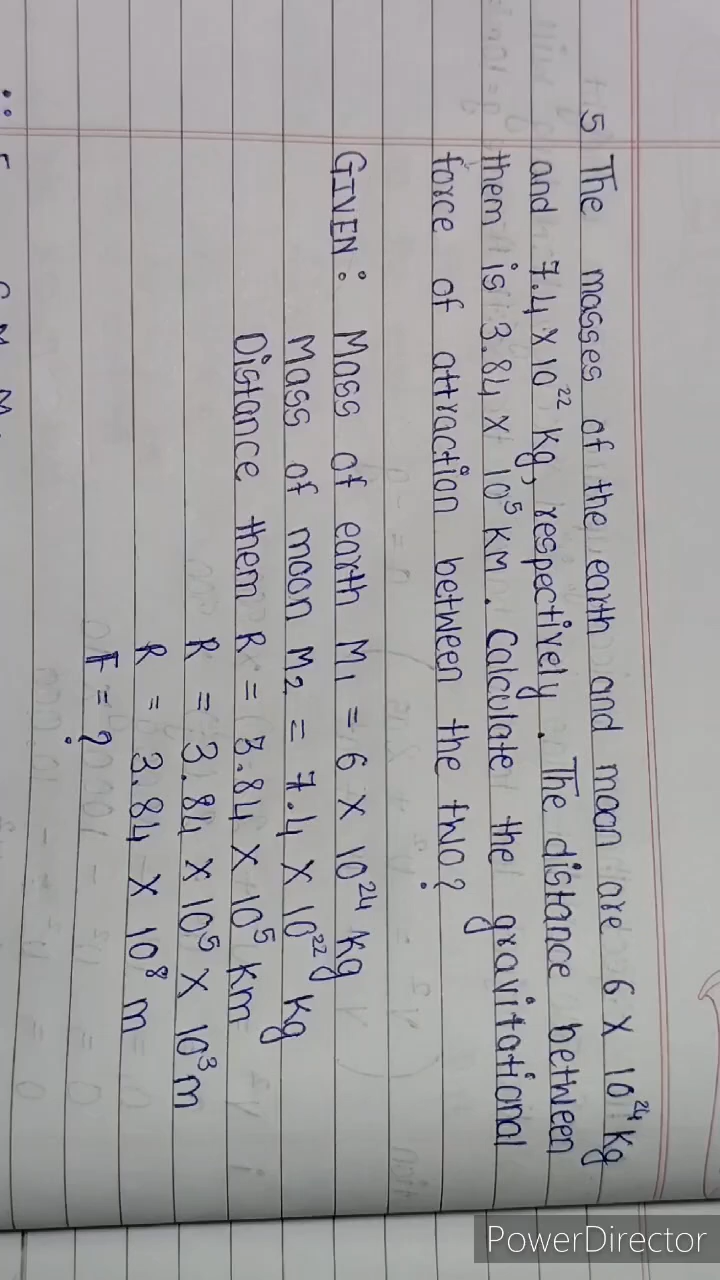 5 The masses of the earth and moon are 6 X 10²⁴ Kg
and 7.4 X 10²² Kg, respectively. The distance between
them is 3.84 X 10⁵ KM. Calculate the gravitational
force of attraction between the two?
GIVEN: Mass of earth M₁ = 6 X 10²⁴ Kg
Mass of moon M₂ = 7.4 X 10²² Kg
Distance them R = 3.84 X 10⁵ Km
R = 3.84 X 10⁵ X 10³ m
R = 3.84 X 10⁸ m
F = ?
PowerDirector